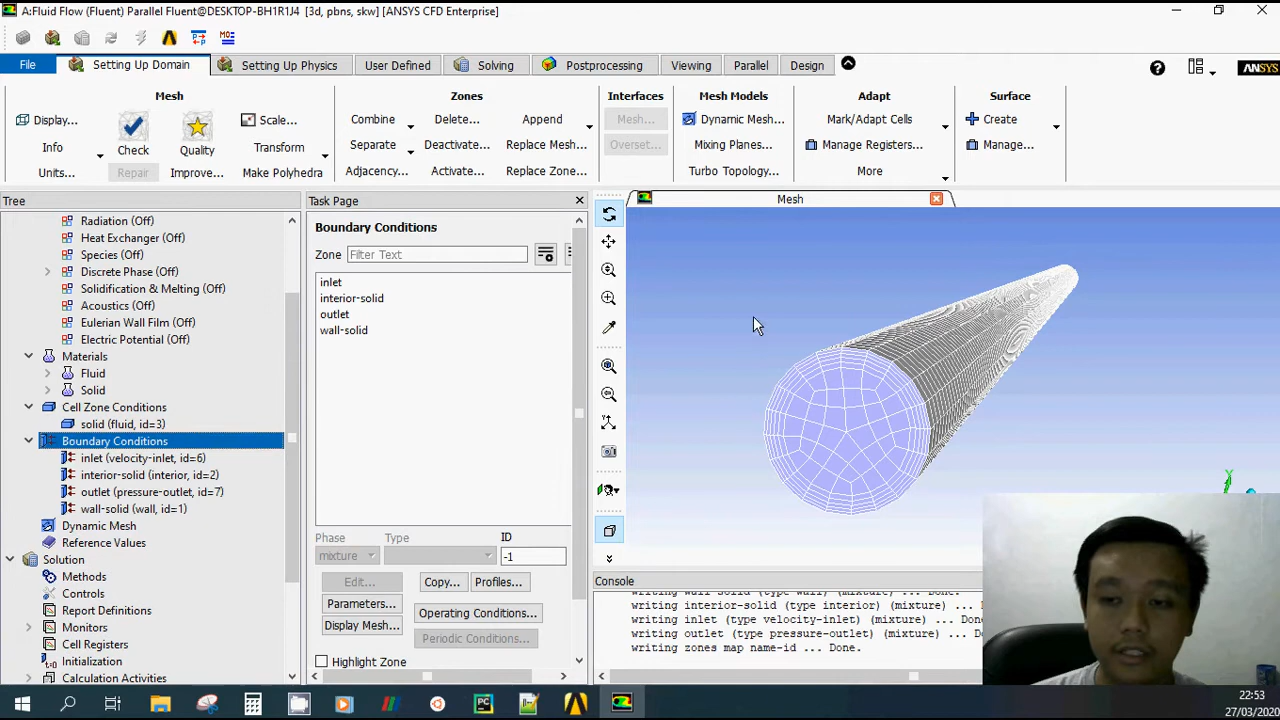 A:Fluid Flow (Fluent) Parallel Fluent@DESKTOP-BH1R1J4 [3d, pbns, skw] [ANSYS CFD Enterprise]
File
Setting Up Domain
Setting Up Physics
User Defined
Solving
Postprocessing
Viewing
Parallel
Design
ANSYS
Mesh
Zones
Interfaces
Mesh Models
Adapt
Surface
Display...
Info
Units...
Check
Repair
Quality
Improve...
Scale...
Transform
Make Polyhedra
Combine
Separate
Adjacency...
Delete...
Deactivate...
Activate...
Append
Replace Mesh...
Replace Zone...
Mesh...
Overset...
Dynamic Mesh...
Mixing Planes...
Turbo Topology...
Mark/Adapt Cells
Manage Registers...
More
Create
Manage...
Tree
Radiation (Off)
Heat Exchanger (Off)
Species (Off)
Discrete Phase (Off)
Solidification & Melting (Off)
Acoustics (Off)
Eulerian Wall Film (Off)
Electric Potential (Off)
Materials
Fluid
Solid
Cell Zone Conditions
solid (fluid, id=3)
Boundary Conditions
inlet (velocity-inlet, id=6)
interior-solid (interior, id=2)
outlet (pressure-outlet, id=7)
wall-solid (wall, id=1)
Dynamic Mesh
Reference Values
Solution
Methods
Controls
Report Definitions
Monitors
Cell Registers
Initialization
Calculation Activities
Task Page
Boundary Conditions
Zone Filter Text
inlet
interior-solid
outlet
wall-solid
Phase Type ID
mixture -1
Edit... Copy... Profiles...
Parameters... Operating Conditions...
Display Mesh... Periodic Conditions...
Highlight Zone
Mesh
Console
writing interior-solid (type interior) (mixture) ... D
writing inlet (type velocity-inlet) (mixture) ... Don
writing outlet (type pressure-outlet) (mixture) ... D
writing zones map name-id ... Done.
22:53
27/03/2020